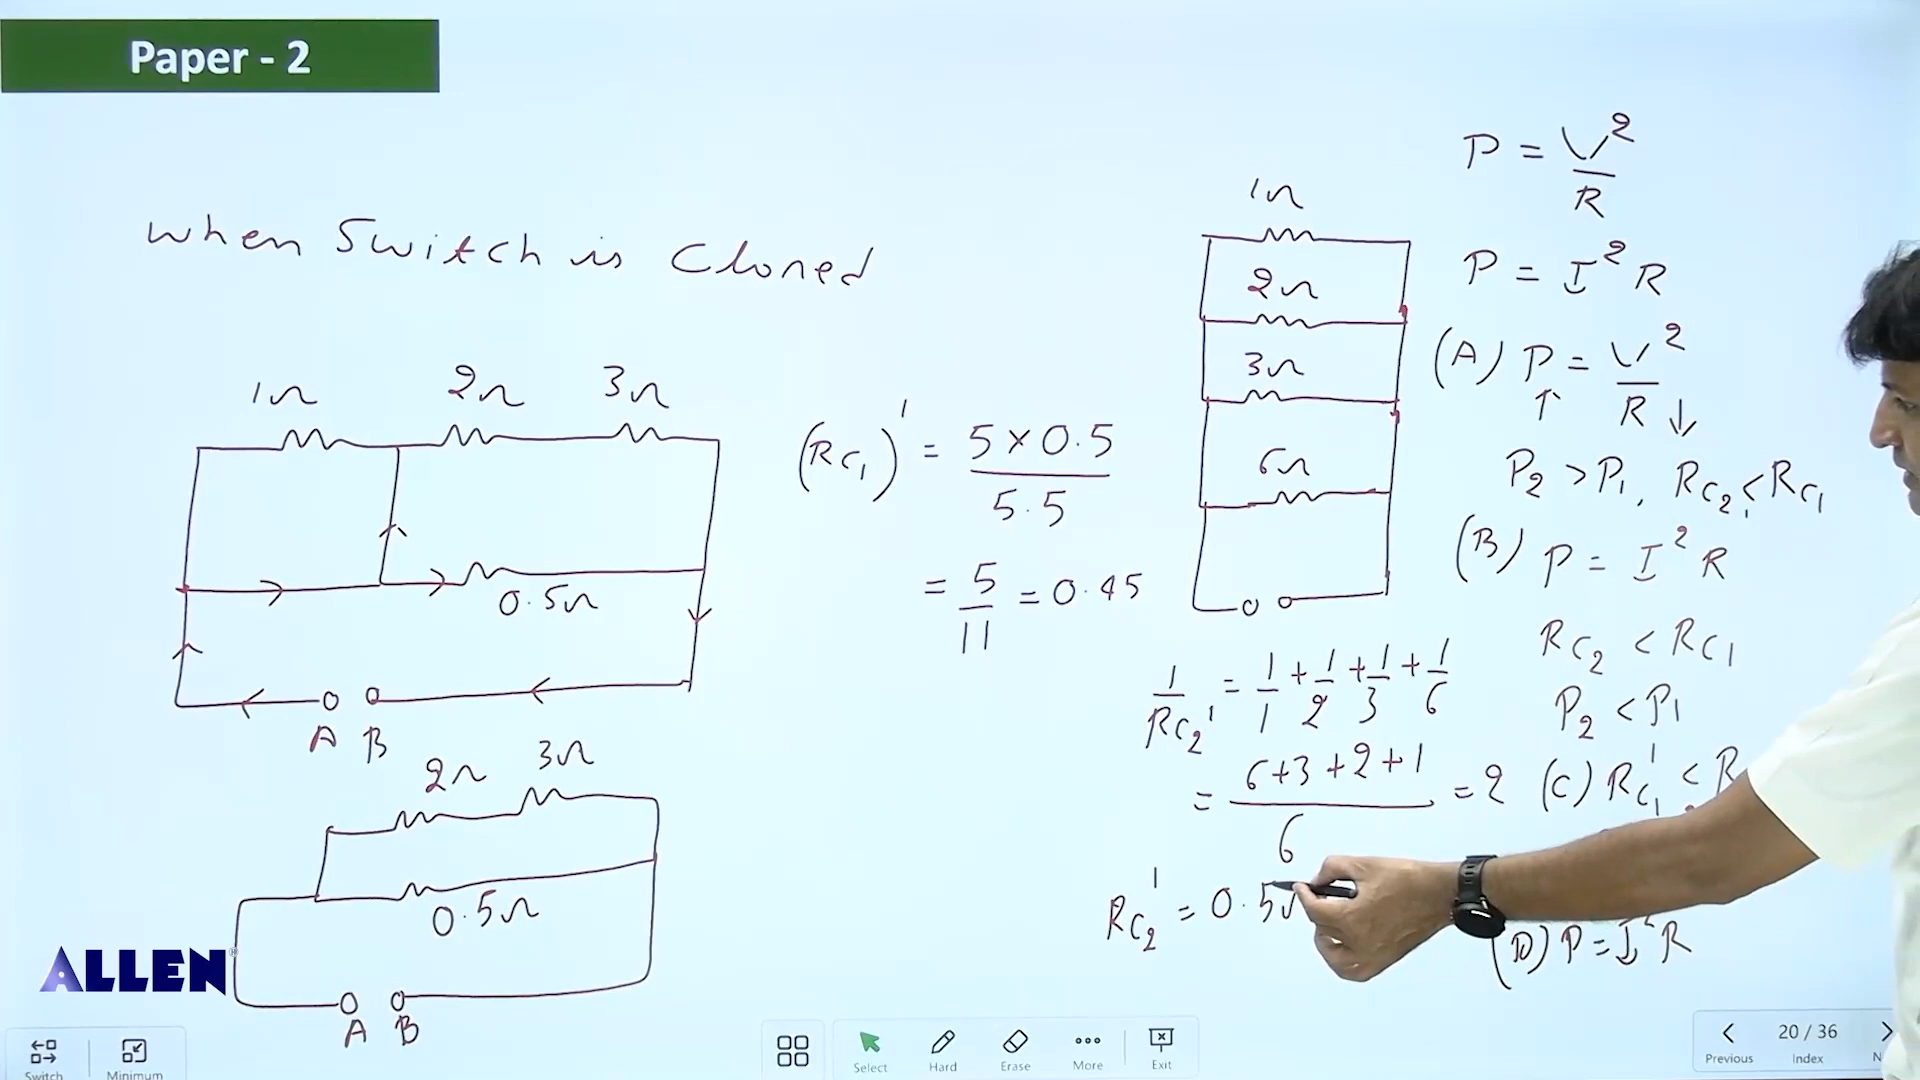 Paper - 2
When Switch is Closed
1Ω 2Ω 3Ω
0.5Ω
A B
2Ω 3Ω
0.5Ω
A B
(RC1)' = 5 × 0.5 / 5.5
= 5/11 = 0.45
1Ω
2Ω
3Ω
6Ω
1/RC2' = 1/1 + 1/2 + 1/3 + 1/6
= 6+3+2+1 / 6 = 2
RC2' = 0.5Ω
P = V²/R
P = I²R
(A) P↑ = V²/R↓
P2 > P1, RC2 < RC1
(B) P = I²R
RC2 < RC1
P2 < P1
(C) RC1' <
(D) P = I²R
ALLEN®
Switch
Minimum
Select
Hard
Erase
More
Exit
Previous
20 / 36
Index